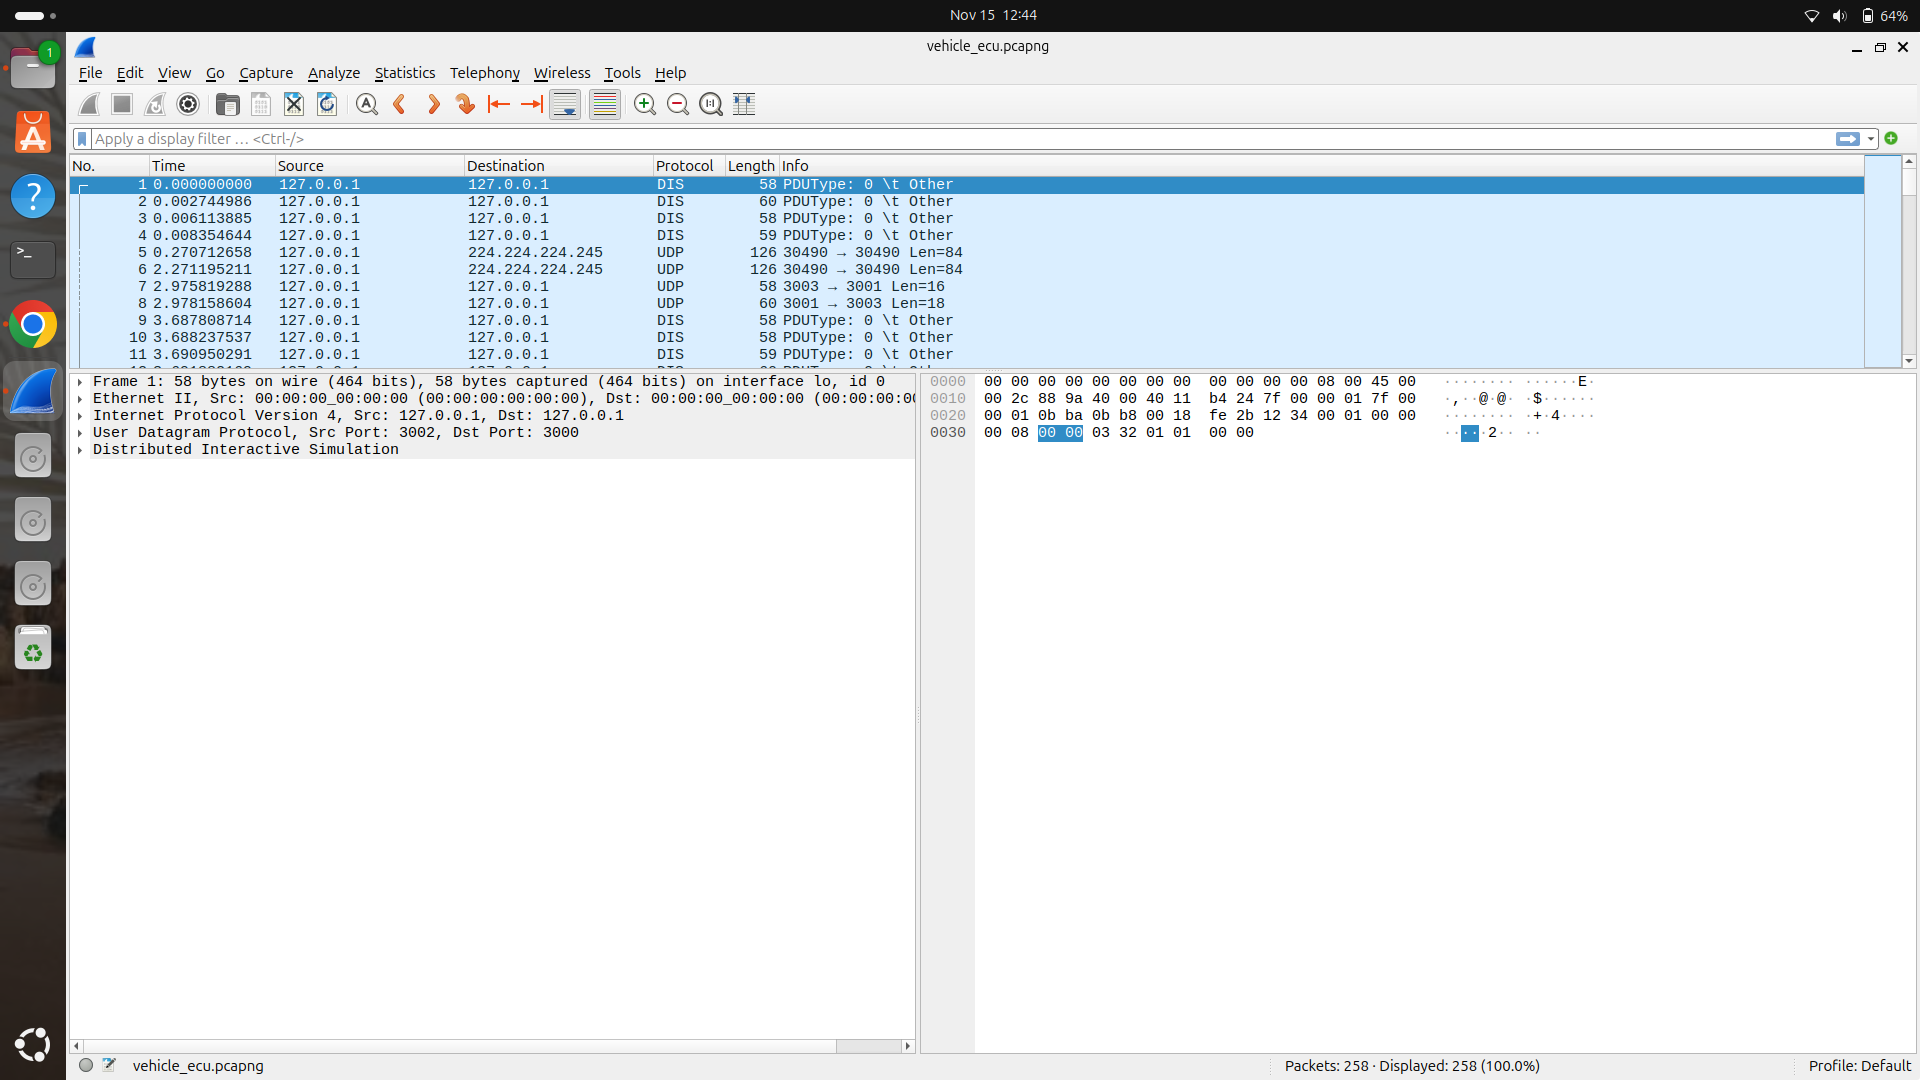 Nov 15 12:44
64%
1
vehicle_ecu.pcapng
File Edit View Go Capture Analyze Statistics Telephony Wireless Tools Help
Apply a display filter … <Ctrl-/>
No. Time Source Destination Protocol Length Info
1 0.000000000 127.0.0.1 127.0.0.1 DIS 58 PDUType: 0 \t Other
2 0.002744986 127.0.0.1 127.0.0.1 DIS 60 PDUType: 0 \t Other
3 0.006113885 127.0.0.1 127.0.0.1 DIS 58 PDUType: 0 \t Other
4 0.008354644 127.0.0.1 127.0.0.1 DIS 59 PDUType: 0 \t Other
5 0.270712658 127.0.0.1 224.224.224.245 UDP 126 30490 → 30490 Len=84
6 2.271195211 127.0.0.1 224.224.224.245 UDP 126 30490 → 30490 Len=84
7 2.975819288 127.0.0.1 127.0.0.1 UDP 58 3003 → 3001 Len=16
8 2.978158604 127.0.0.1 127.0.0.1 UDP 60 3001 → 3003 Len=18
9 3.687808714 127.0.0.1 127.0.0.1 DIS 58 PDUType: 0 \t Other
10 3.688237537 127.0.0.1 127.0.0.1 DIS 58 PDUType: 0 \t Other
11 3.690950291 127.0.0.1 127.0.0.1 DIS 59 PDUType: 0 \t Other
Frame 1: 58 bytes on wire (464 bits), 58 bytes captured (464 bits) on interface lo, id 0
Ethernet II, Src: 00:00:00_00:00:00 (00:00:00:00:00:00), Dst: 00:00:00_00:00:00 (00:00:00:00
Internet Protocol Version 4, Src: 127.0.0.1, Dst: 127.0.0.1
User Datagram Protocol, Src Port: 3002, Dst Port: 3000
Distributed Interactive Simulation
0000 00 00 00 00 00 00 00 00 00 00 00 00 08 00 45 00 ········ ······E·
0010 00 2c 88 9a 40 00 40 11 b4 24 7f 00 00 01 7f 00 ·,··@·@· ·$······
0020 00 01 0b ba 0b b8 00 18 fe 2b 12 34 00 01 00 00 ········ ·+·4····
0030 00 08 00 00 03 32 01 01 00 00 ·····2·· ··
vehicle_ecu.pcapng
Packets: 258 · Displayed: 258 (100.0%)
Profile: Default